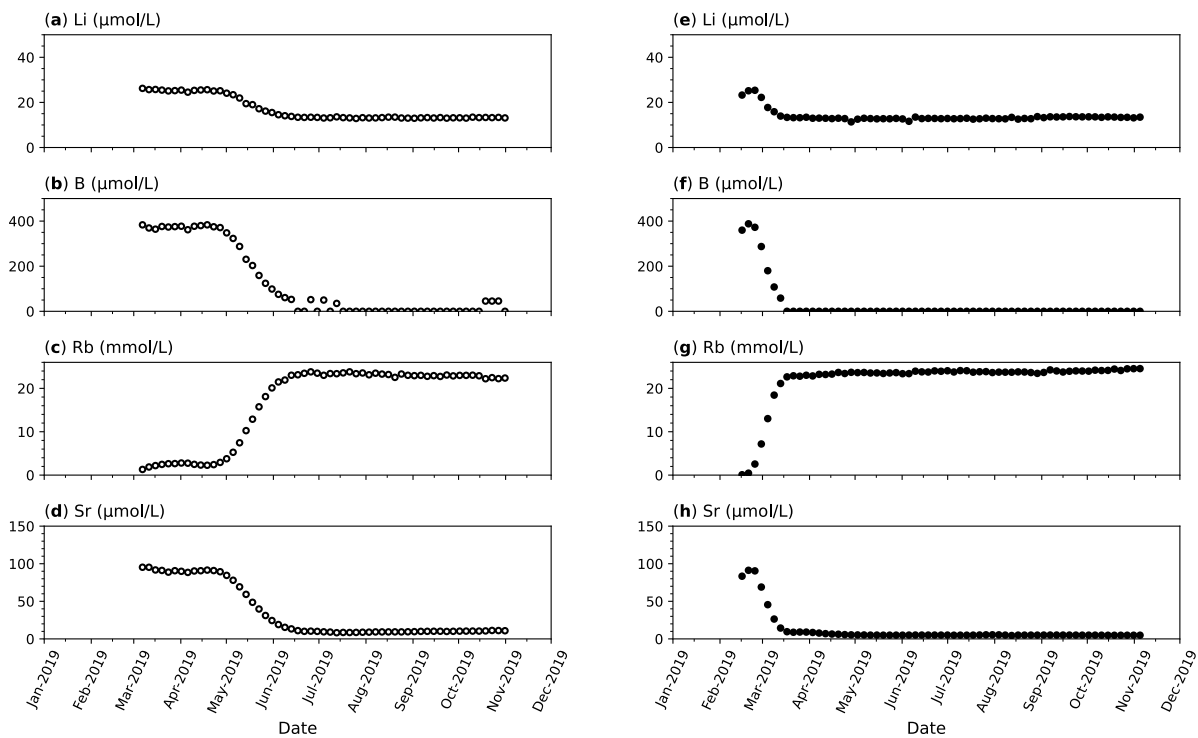 (a) Li (μmol/L)
40
20
0
(b) B (μmol/L)
400
200
0
(c) Rb (mmol/L)
20
10
0
(d) Sr (μmol/L)
150
100
50
0
Jan-2019
Feb-2019
Mar-2019
Apr-2019
May-2019
Jun-2019
Jul-2019
Aug-2019
Sep-2019
Oct-2019
Nov-2019
Dec-2019
Date
(e) Li (μmol/L)
40
20
0
(f) B (μmol/L)
400
200
0
(g) Rb (mmol/L)
20
10
0
(h) Sr (μmol/L)
150
100
50
0
Jan-2019
Feb-2019
Mar-2019
Apr-2019
May-2019
Jun-2019
Jul-2019
Aug-2019
Sep-2019
Oct-2019
Nov-2019
Dec-2019
Date